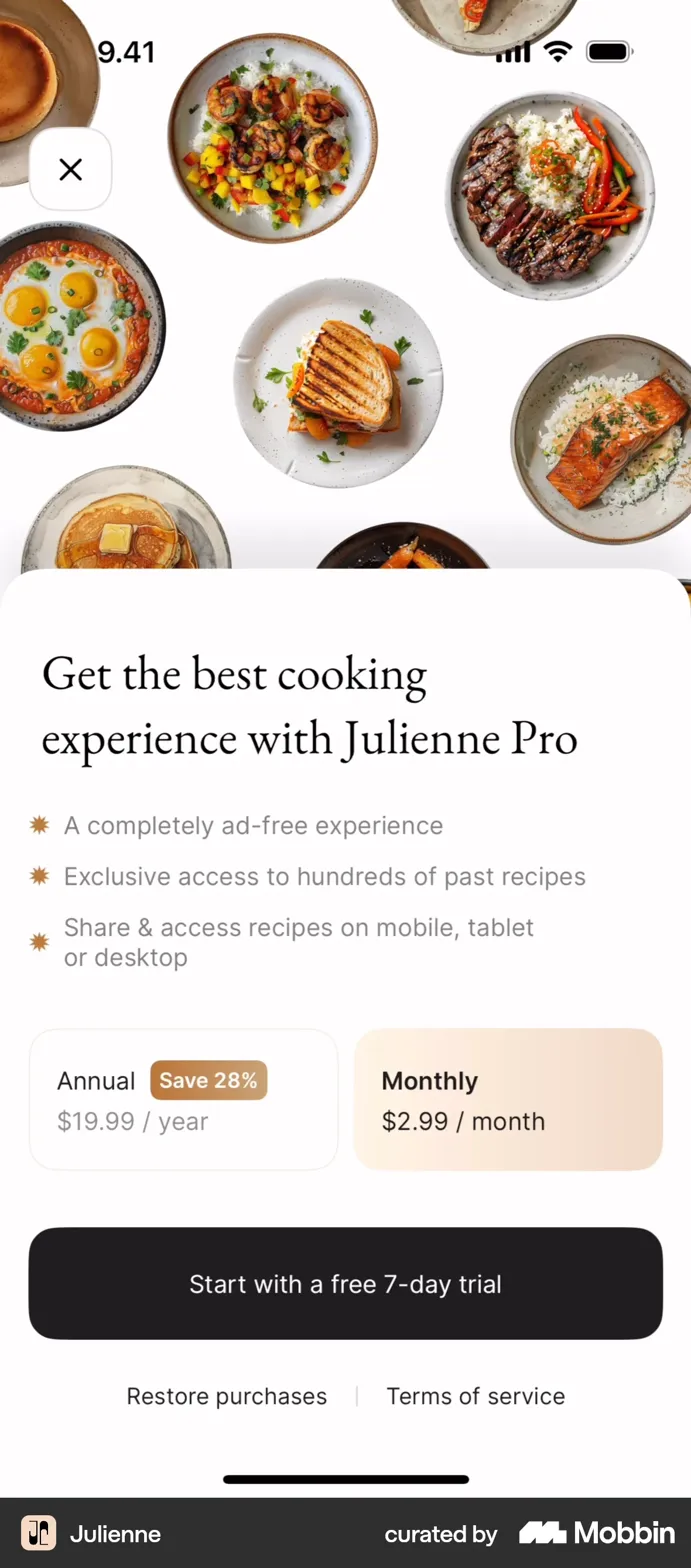 9.41
Get the best cooking
experience with Julienne Pro
A completely ad-free experience
Exclusive access to hundreds of past recipes
Share & access recipes on mobile, tablet
or desktop
Annual Save 28%
$19.99 / year
Monthly
$2.99 / month
Start with a free 7-day trial
Restore purchases | Terms of service
Julienne
curated by Mobbin